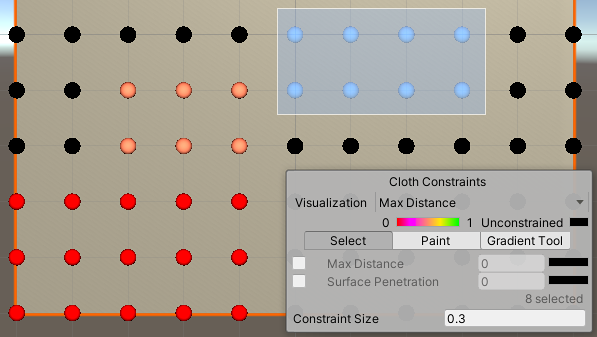 Cloth Constraints
Visualization Max Distance
0 1 Unconstrained
Select Paint Gradient Tool
Max Distance 0
Surface Penetration 0
8 selected
Constraint Size 0.3